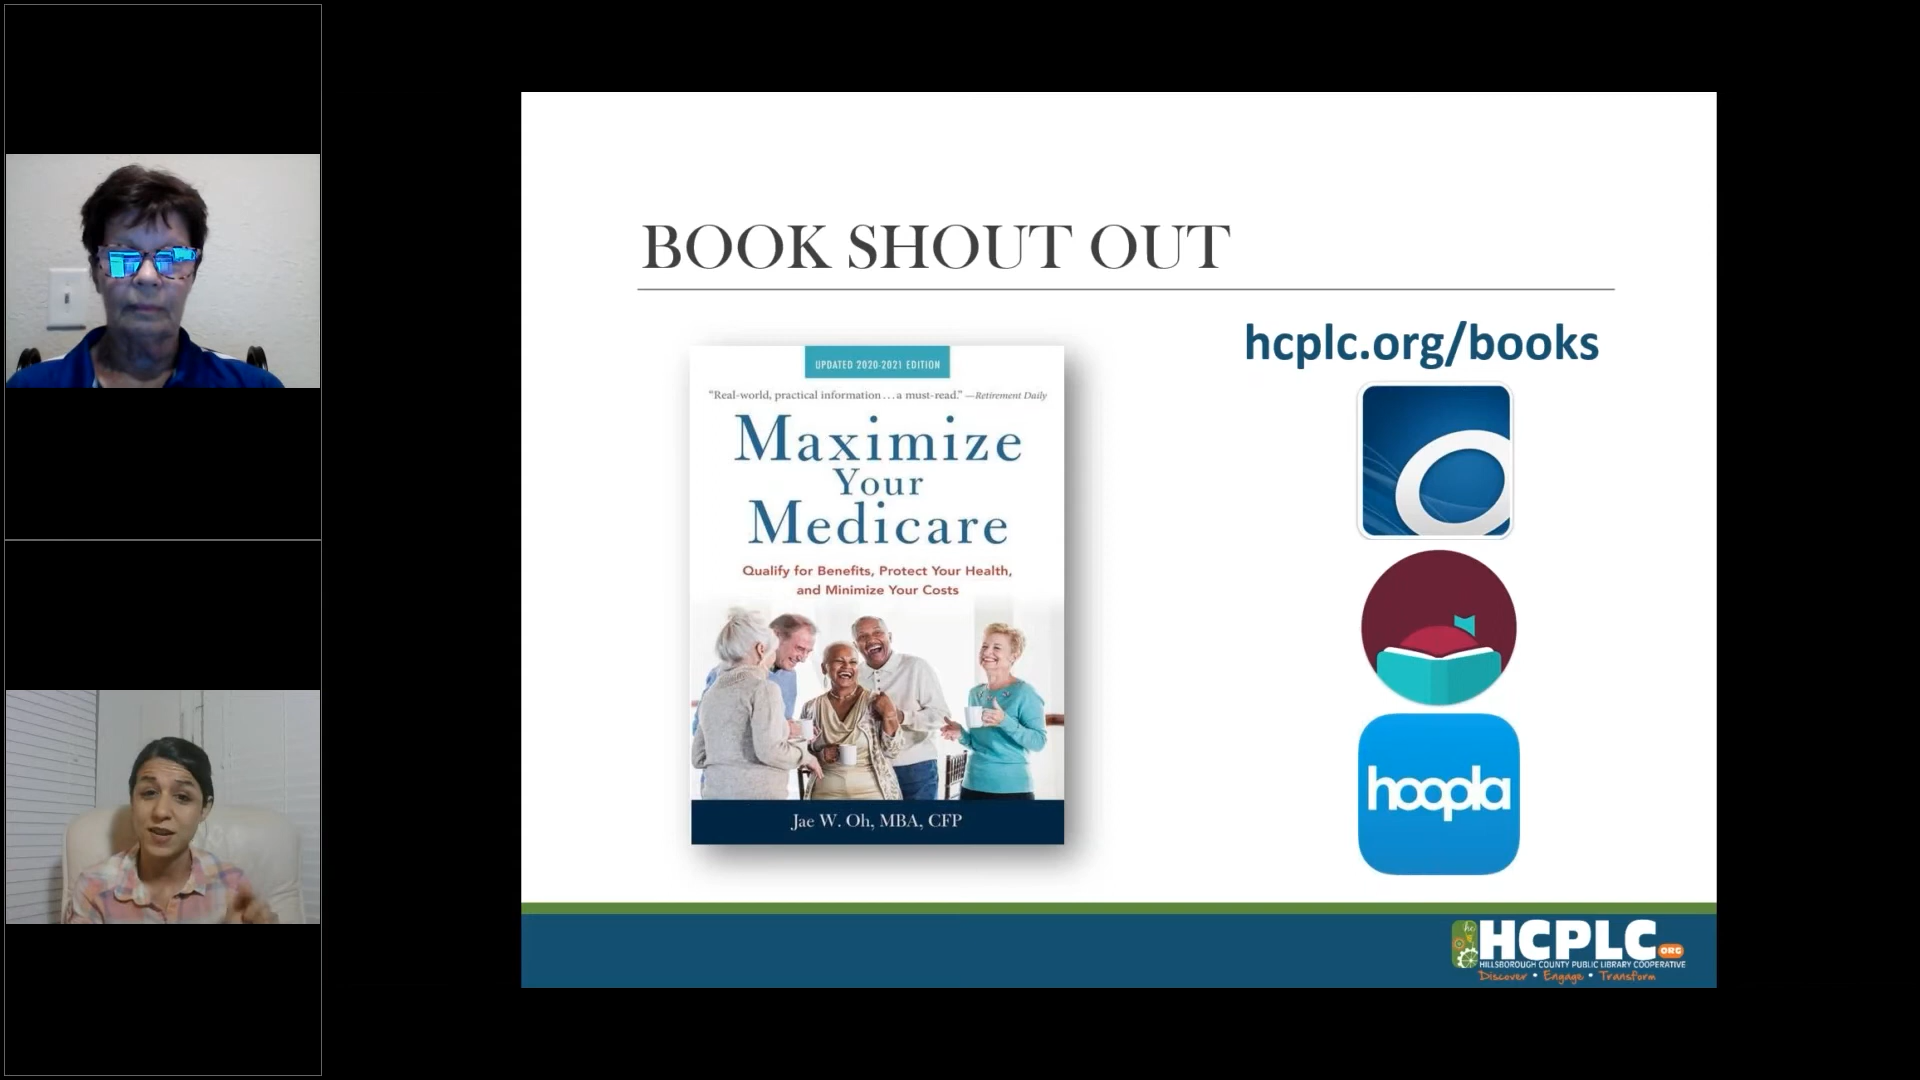 BOOK SHOUT OUT
hcplc.org/books
UPDATED 2020-2021 EDITION
“Real-world, practical information...a must-read.” —Retirement Daily
Maximize
Your
Medicare
Qualify for Benefits, Protect Your Health,
and Minimize Your Costs
Jae W. Oh, MBA, CFP
hoopla
hc
HCPLC ORG
HILLSBOROUGH COUNTY PUBLIC LIBRARY COOPERATIVE
Discover • Engage • Transform